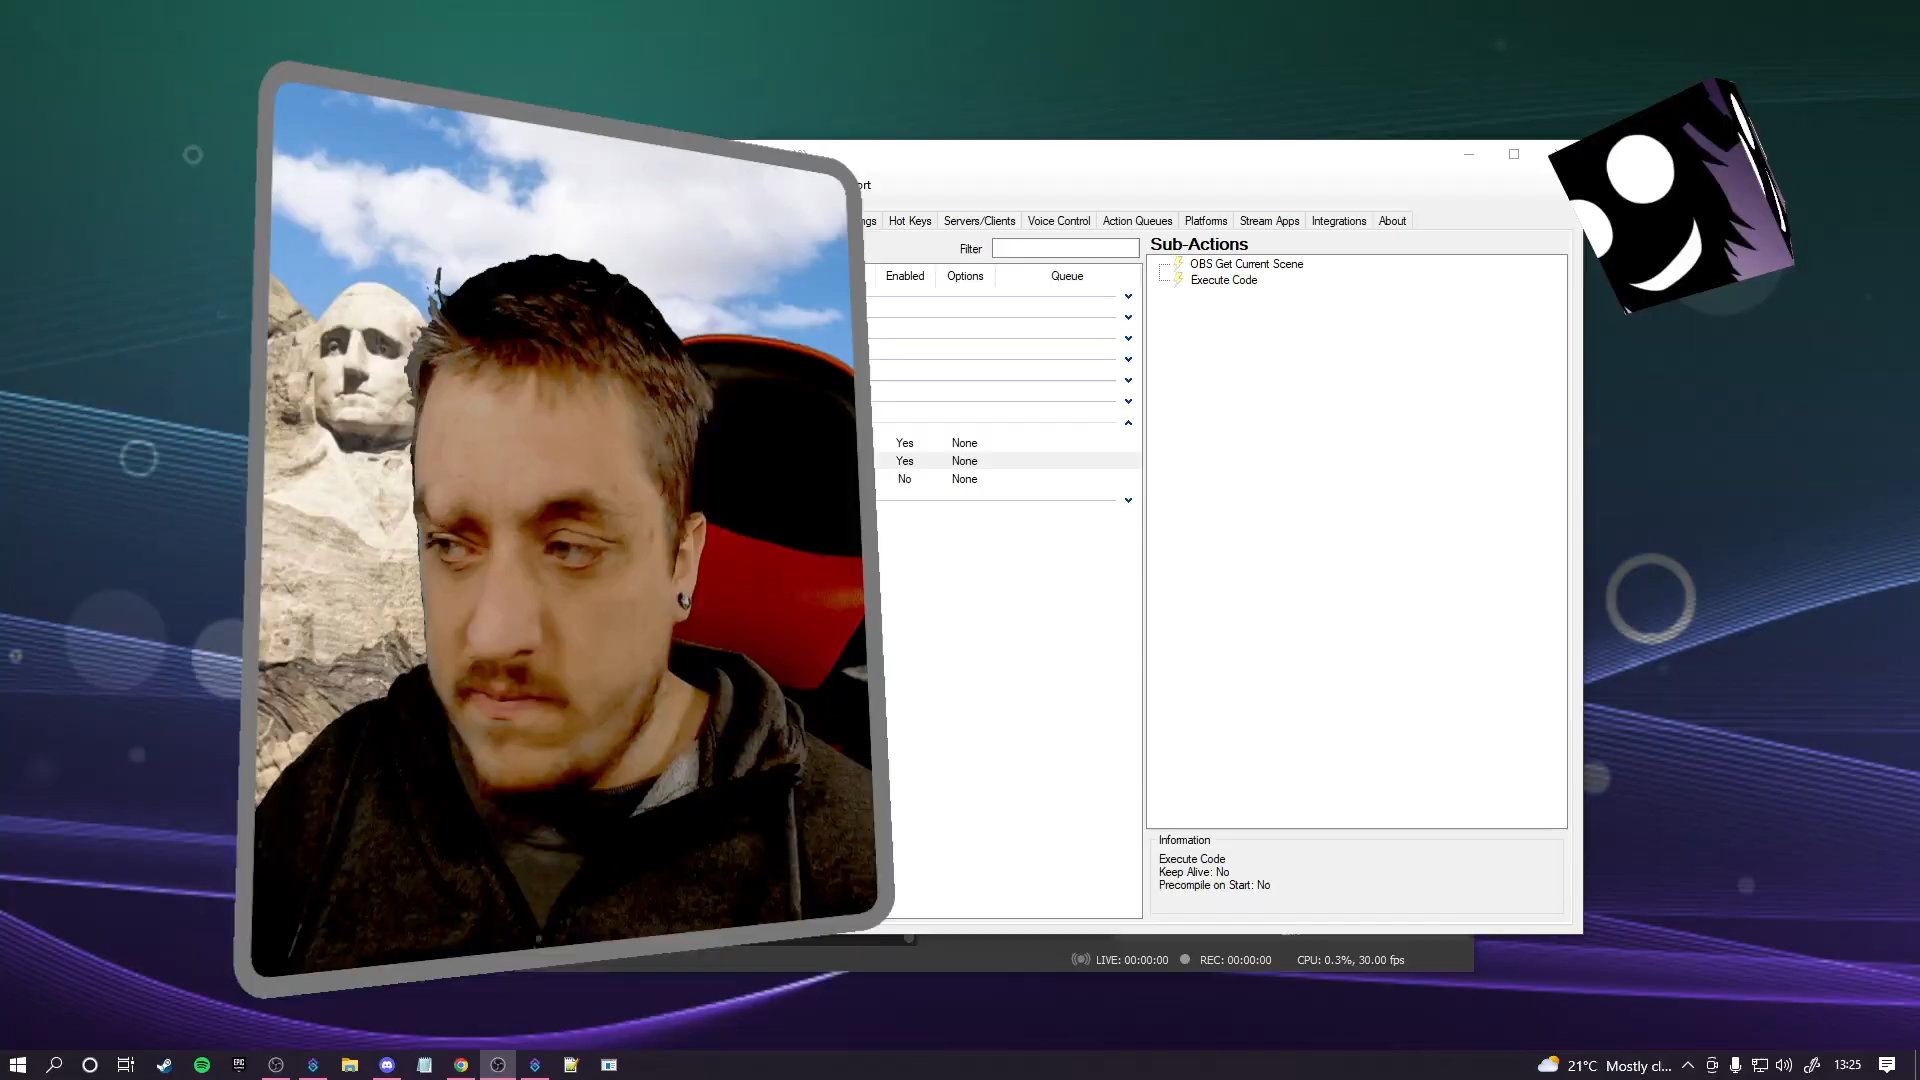 ort
ngs Hot Keys Servers/Clients Voice Control Action Queues Platforms Stream Apps Integrations About
Filter
Sub-Actions
Enabled Options Queue
OBS Get Current Scene
Execute Code
Yes None
Yes None
No None
Information
Execute Code
Keep Alive: No
Precompile on Start: No
LIVE: 00:00:00 REC: 00:00:00 CPU: 0.3%, 30.00 fps
EPIC
21°C Mostly cl... 13:25